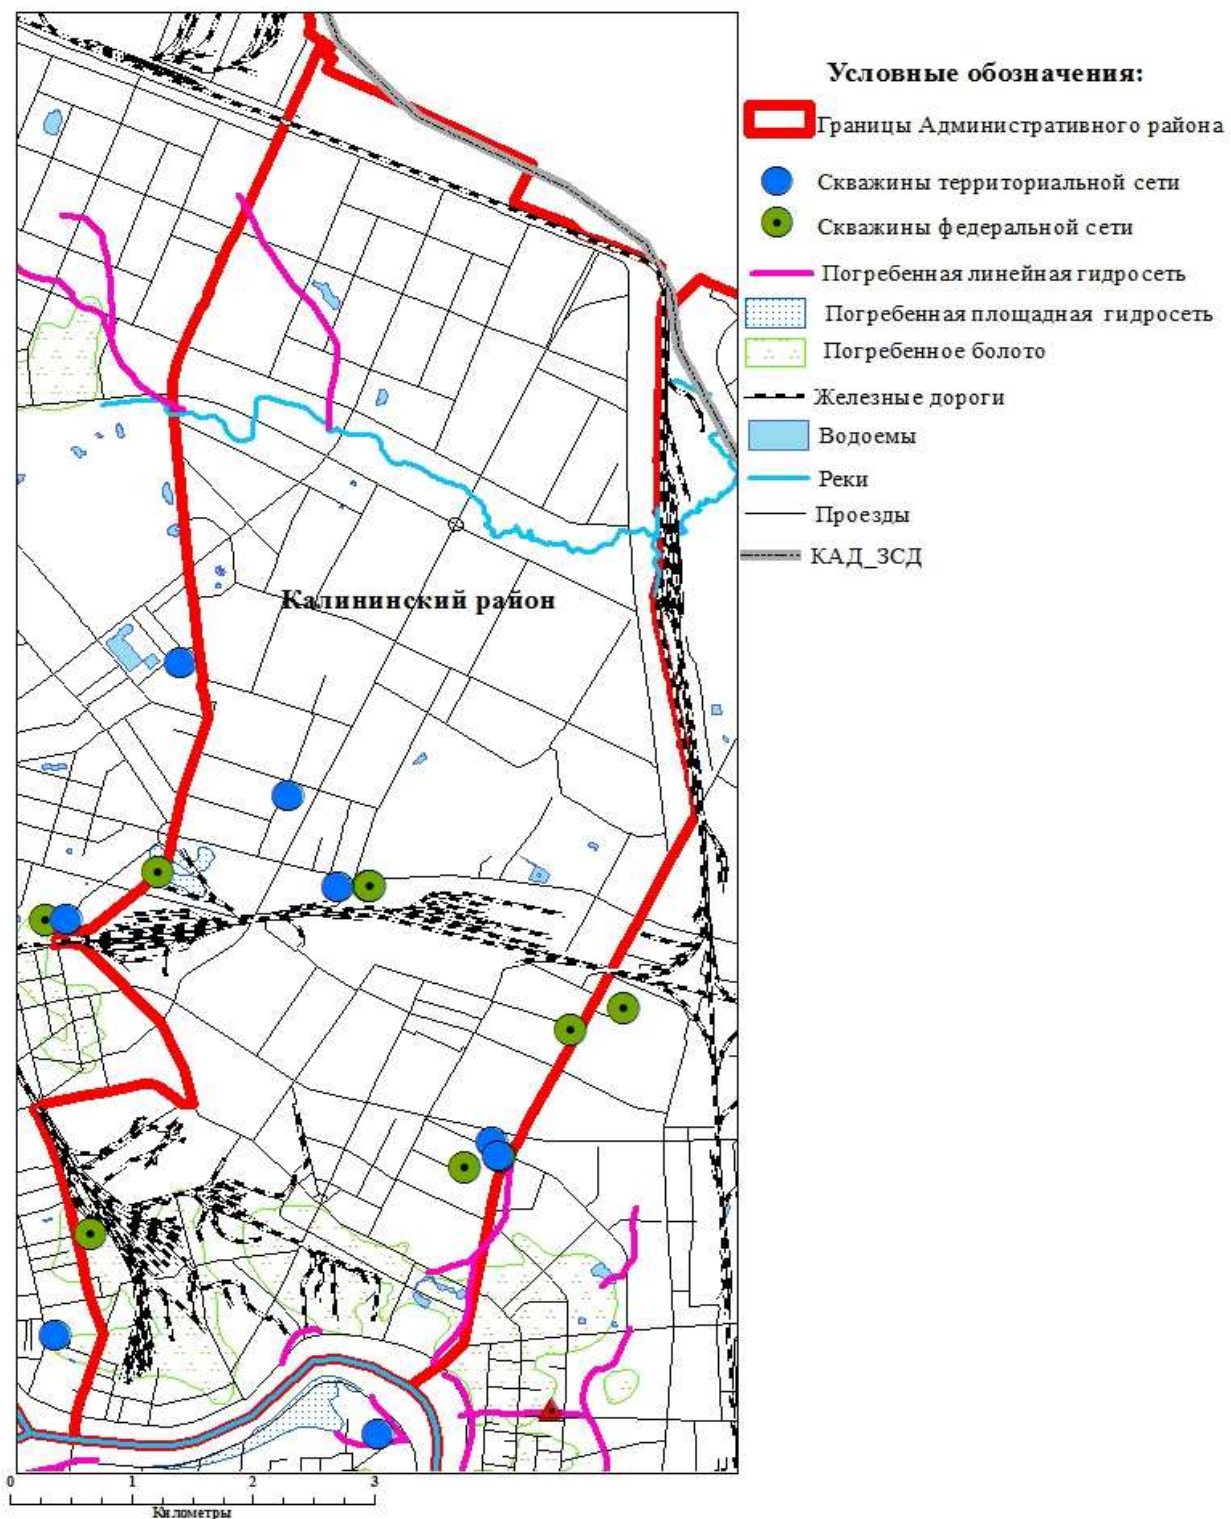 Условные обозначения:
Границы Административного района
Скважины территориальной сети
Скважины федеральной сети
Погребенная линейная гидросеть
Погребенная площадная гидросеть
Погребенное болото
Железные дороги
Водоемы
Реки
Проезды
КАД_ЗСД
Калининский район
0 1 2 3
Километры